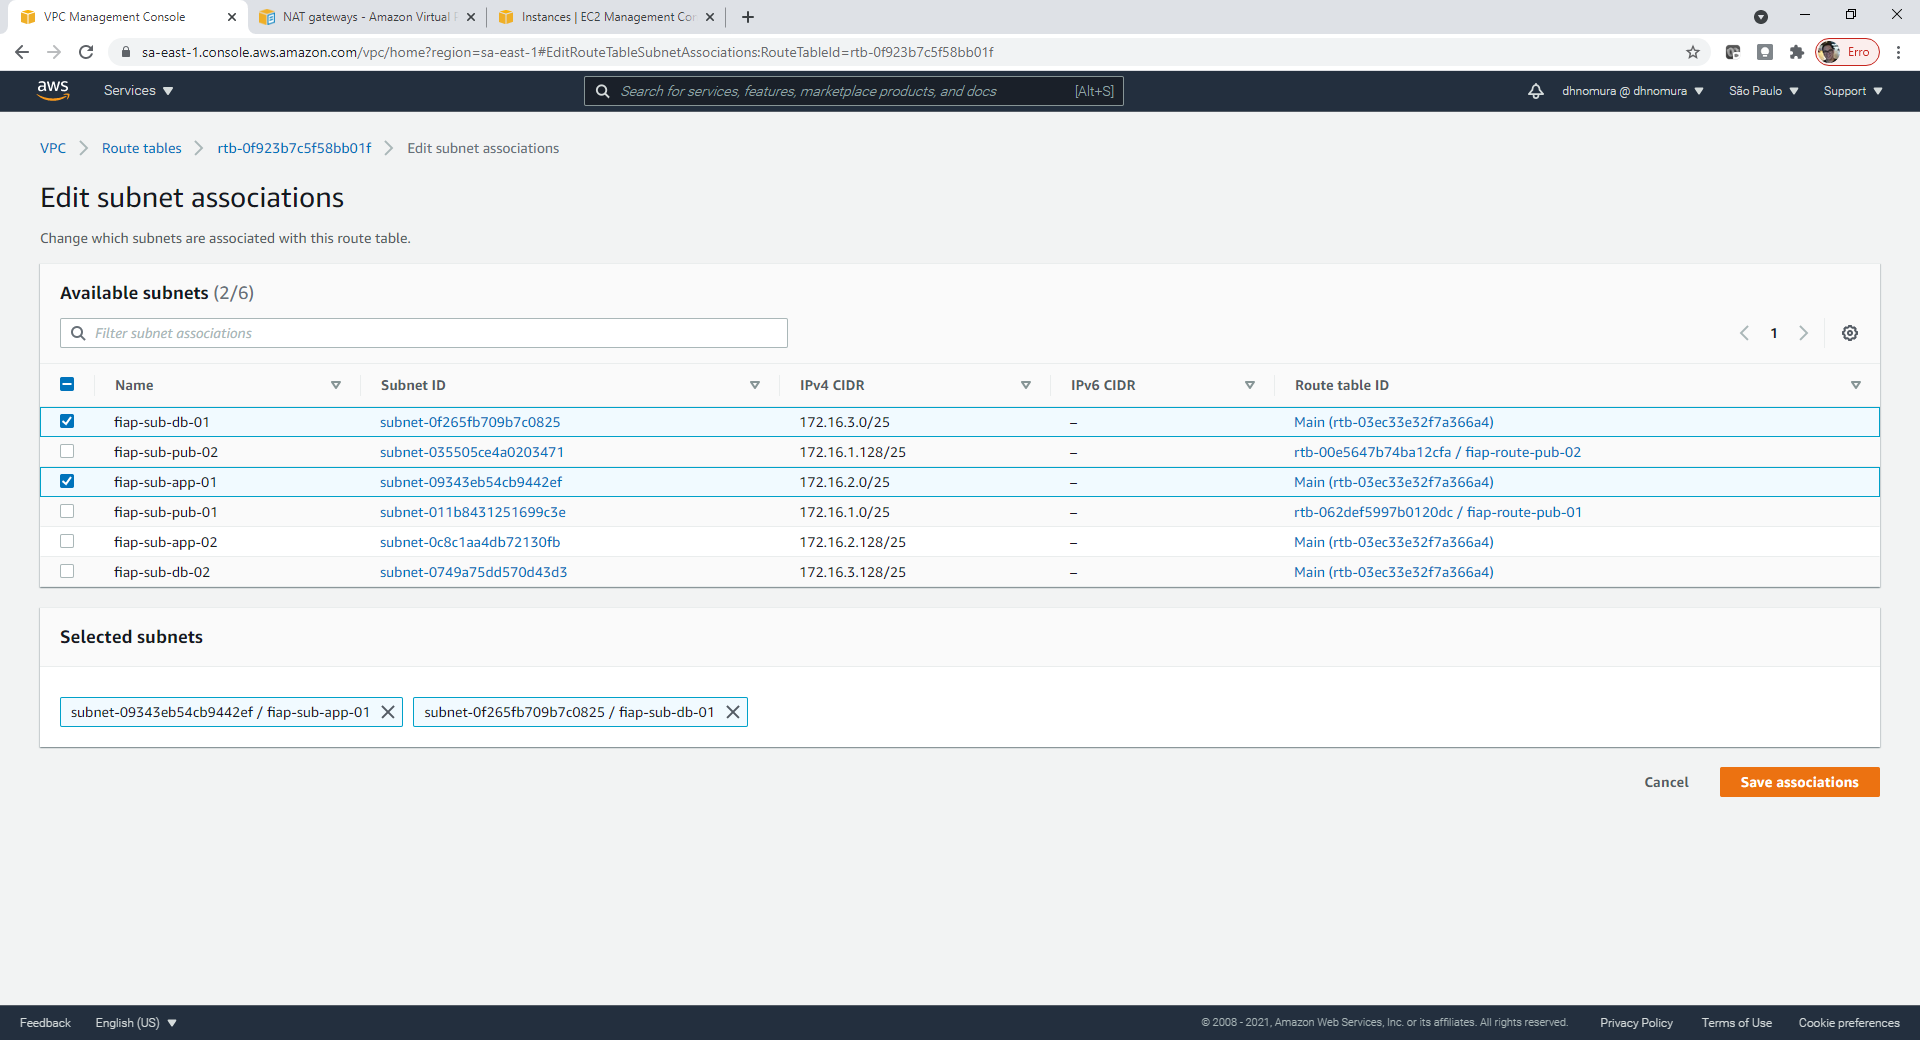 VPC Management Console
NAT gateways - Amazon Virtual P
Instances | EC2 Management Con
sa-east-1.console.aws.amazon.com/vpc/home?region=sa-east-1#EditRouteTableSubnetAssociations:RouteTableId=rtb-0f923b7c5f58bb01f
Erro
aws
Services
Search for services, features, marketplace products, and docs
[Alt+S]
dhnomura @ dhnomura
São Paulo
Support
VPC
Route tables
rtb-0f923b7c5f58bb01f
Edit subnet associations
Edit subnet associations
Change which subnets are associated with this route table.
Available subnets (2/6)
Filter subnet associations
1
Name Subnet ID IPv4 CIDR IPv6 CIDR Route table ID
fiap-sub-db-01 subnet-0f265fb709b7c0825 172.16.3.0/25 – Main (rtb-03ec33e32f7a366a4)
fiap-sub-pub-02 subnet-035505ce4a0203471 172.16.1.128/25 – rtb-00e5647b74ba12cfa / fiap-route-pub-02
fiap-sub-app-01 subnet-09343eb54cb9442ef 172.16.2.0/25 – Main (rtb-03ec33e32f7a366a4)
fiap-sub-pub-01 subnet-011b8431251699c3e 172.16.1.0/25 – rtb-062def5997b0120dc / fiap-route-pub-01
fiap-sub-app-02 subnet-0c8c1aa4db72130fb 172.16.2.128/25 – Main (rtb-03ec33e32f7a366a4)
fiap-sub-db-02 subnet-0749a75dd570d43d3 172.16.3.128/25 – Main (rtb-03ec33e32f7a366a4)
Selected subnets
subnet-09343eb54cb9442ef / fiap-sub-app-01
subnet-0f265fb709b7c0825 / fiap-sub-db-01
Cancel
Save associations
Feedback
English (US)
© 2008 - 2021, Amazon Web Services, Inc. or its affiliates. All rights reserved.
Privacy Policy
Terms of Use
Cookie preferences